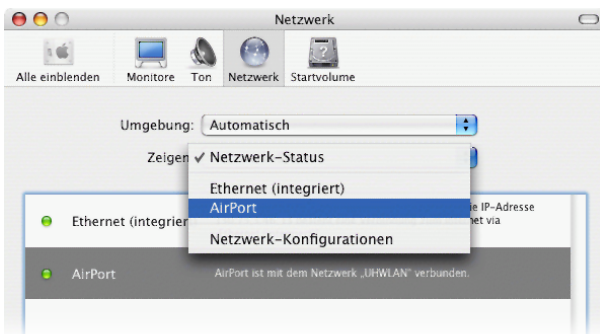 Netzwerk
Alle einblenden Monitore Ton Netzwerk Startvolume
Umgebung: Automatisch
Zeigen ✓ Netzwerk-Status
Ethernet (integriert)
AirPort
Netzwerk-Konfigurationen
Ethernet (integrier
IP-Adresse
via
AirPort AirPort ist mit dem Netzwerk „UHWLAN" verbunden.